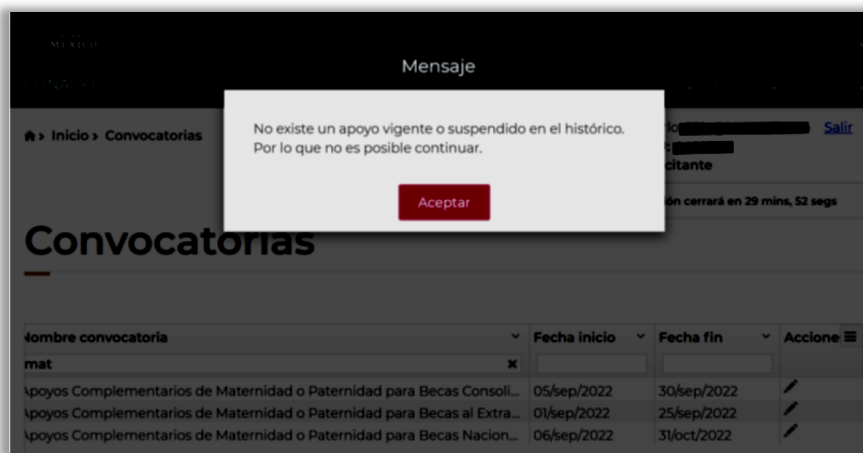 MÉXICO
CONACYT
Mensaje
No existe un apoyo vigente o suspendido en el histórico.
Por lo que no es posible continuar.
Aceptar
> Inicio > Convocatorias
Salir
citante
ón cerrará en 29 mins, 52 segs
Convocatorias
Nombre convocatoria Fecha inicio Fecha fin Accione
mat
Apoyos Complementarios de Maternidad o Paternidad para Becas Consoli... 05/sep/2022 30/sep/2022
Apoyos Complementarios de Maternidad o Paternidad para Becas al Extra... 01/sep/2022 25/sep/2022
Apoyos Complementarios de Maternidad o Paternidad para Becas Nacion... 06/sep/2022 31/oct/2022